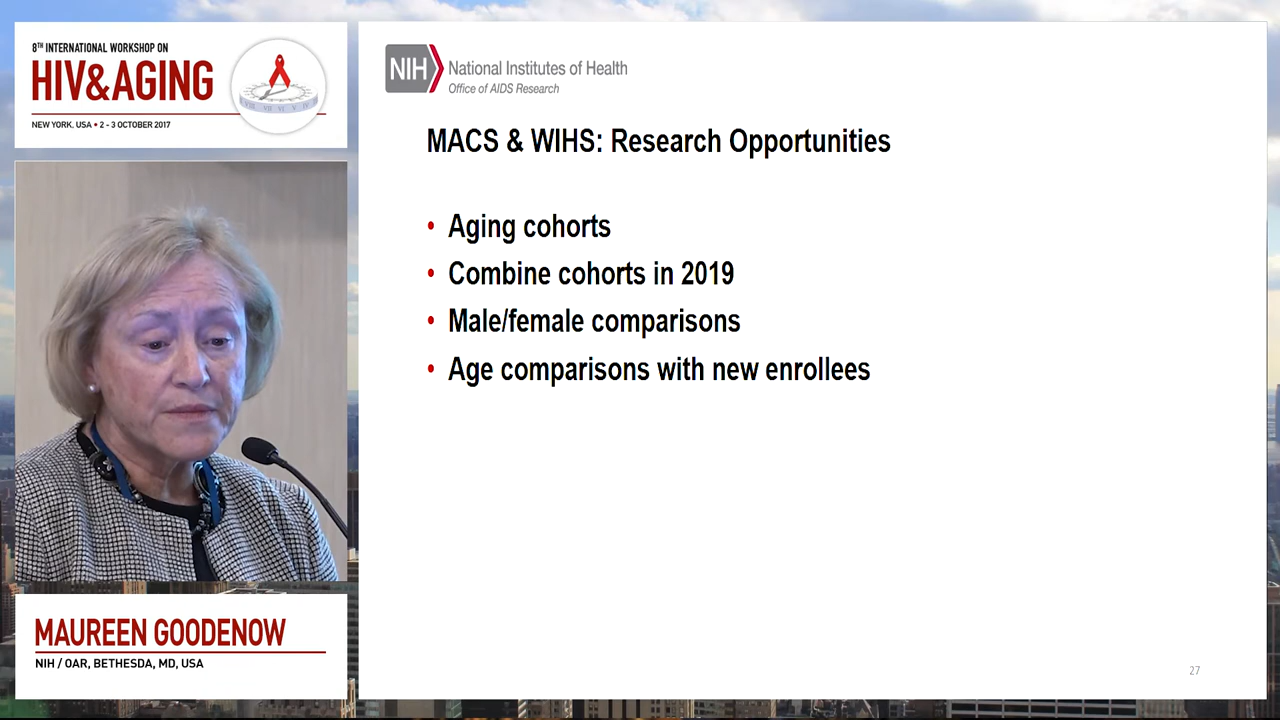 8TH INTERNATIONAL WORKSHOP ON
HIV&AGING
NEW YORK, USA • 2 - 3 OCTOBER 2017
NIH
National Institutes of Health
Office of AIDS Research
MACS & WIHS: Research Opportunities
• Aging cohorts
• Combine cohorts in 2019
• Male/female comparisons
• Age comparisons with new enrollees
MAUREEN GOODENOW
NIH / OAR, BETHESDA, MD, USA
27